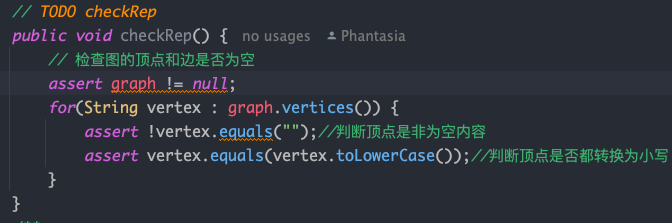 // TODO checkRep
public void checkRep() { no usages Phantasia
// 检查图的顶点和边是否为空
assert graph != null;
for(String vertex : graph.vertices()) {
assert !vertex.equals("");//判断顶点是非为空内容
assert vertex.equals(vertex.toLowerCase());//判断顶点是否都转换为小写
}
}